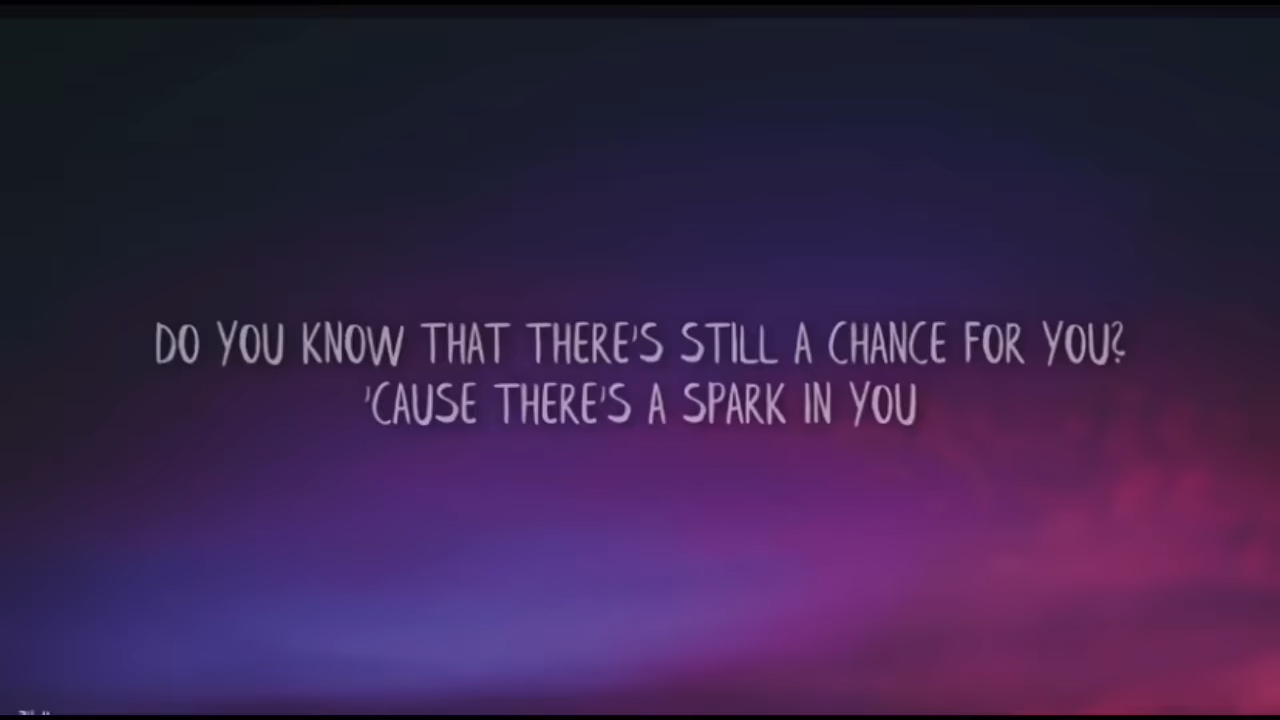 DO YOU KNOW THAT THERE'S STILL A CHANCE FOR YOU?
'CAUSE THERE'S A SPARK IN YOU